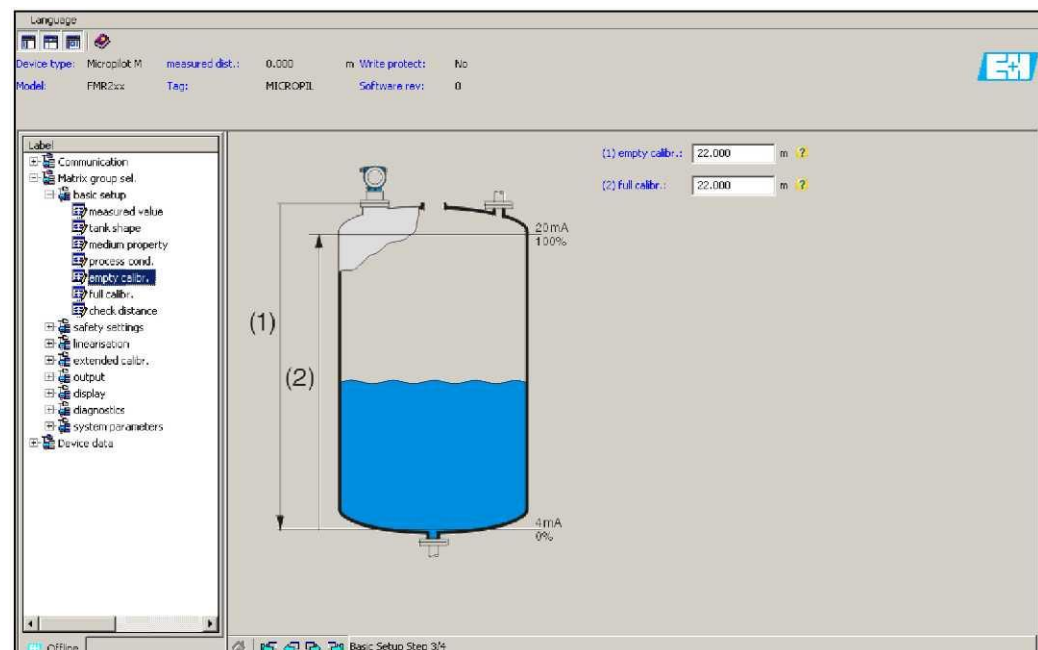 Language
Device type: Micropilot M measured dist.: 0.000 m Write protect: No
Model: FMR2xx Tag: MICROPIL Software rev: 0
E+H
Label
Communication
Matrix group sel.
basic setup
measured value
tank shape
medium property
process cond.
empty calibr.
full calibr.
check distance
safety settings
linearisation
extended calibr.
output
display
diagnostics
system parameters
Device data
(1) empty calibr.: 22.000 m ?
(2) full calibr.: 22.000 m ?
20mA
100%
(1)
(2)
4mA
0%
Offline
Basic Setup Step 3/4